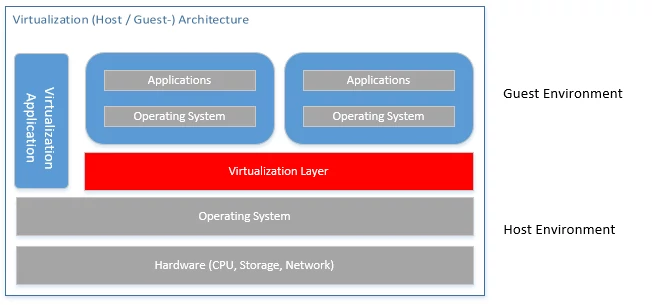 Virtualization (Host / Guest-) Architecture
Virtualization
Application
Applications
Operating System
Applications
Operating System
Guest Environment
Virtualization Layer
Operating System
Host Environment
Hardware (CPU, Storage, Network)